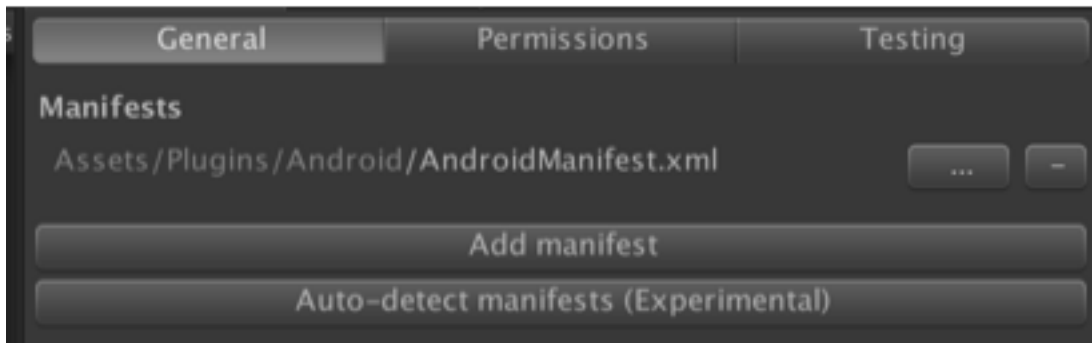 General Permissions Testing
Manifests
Assets/Plugins/Android/AndroidManifest.xml ... -
Add manifest
Auto-detect manifests (Experimental)